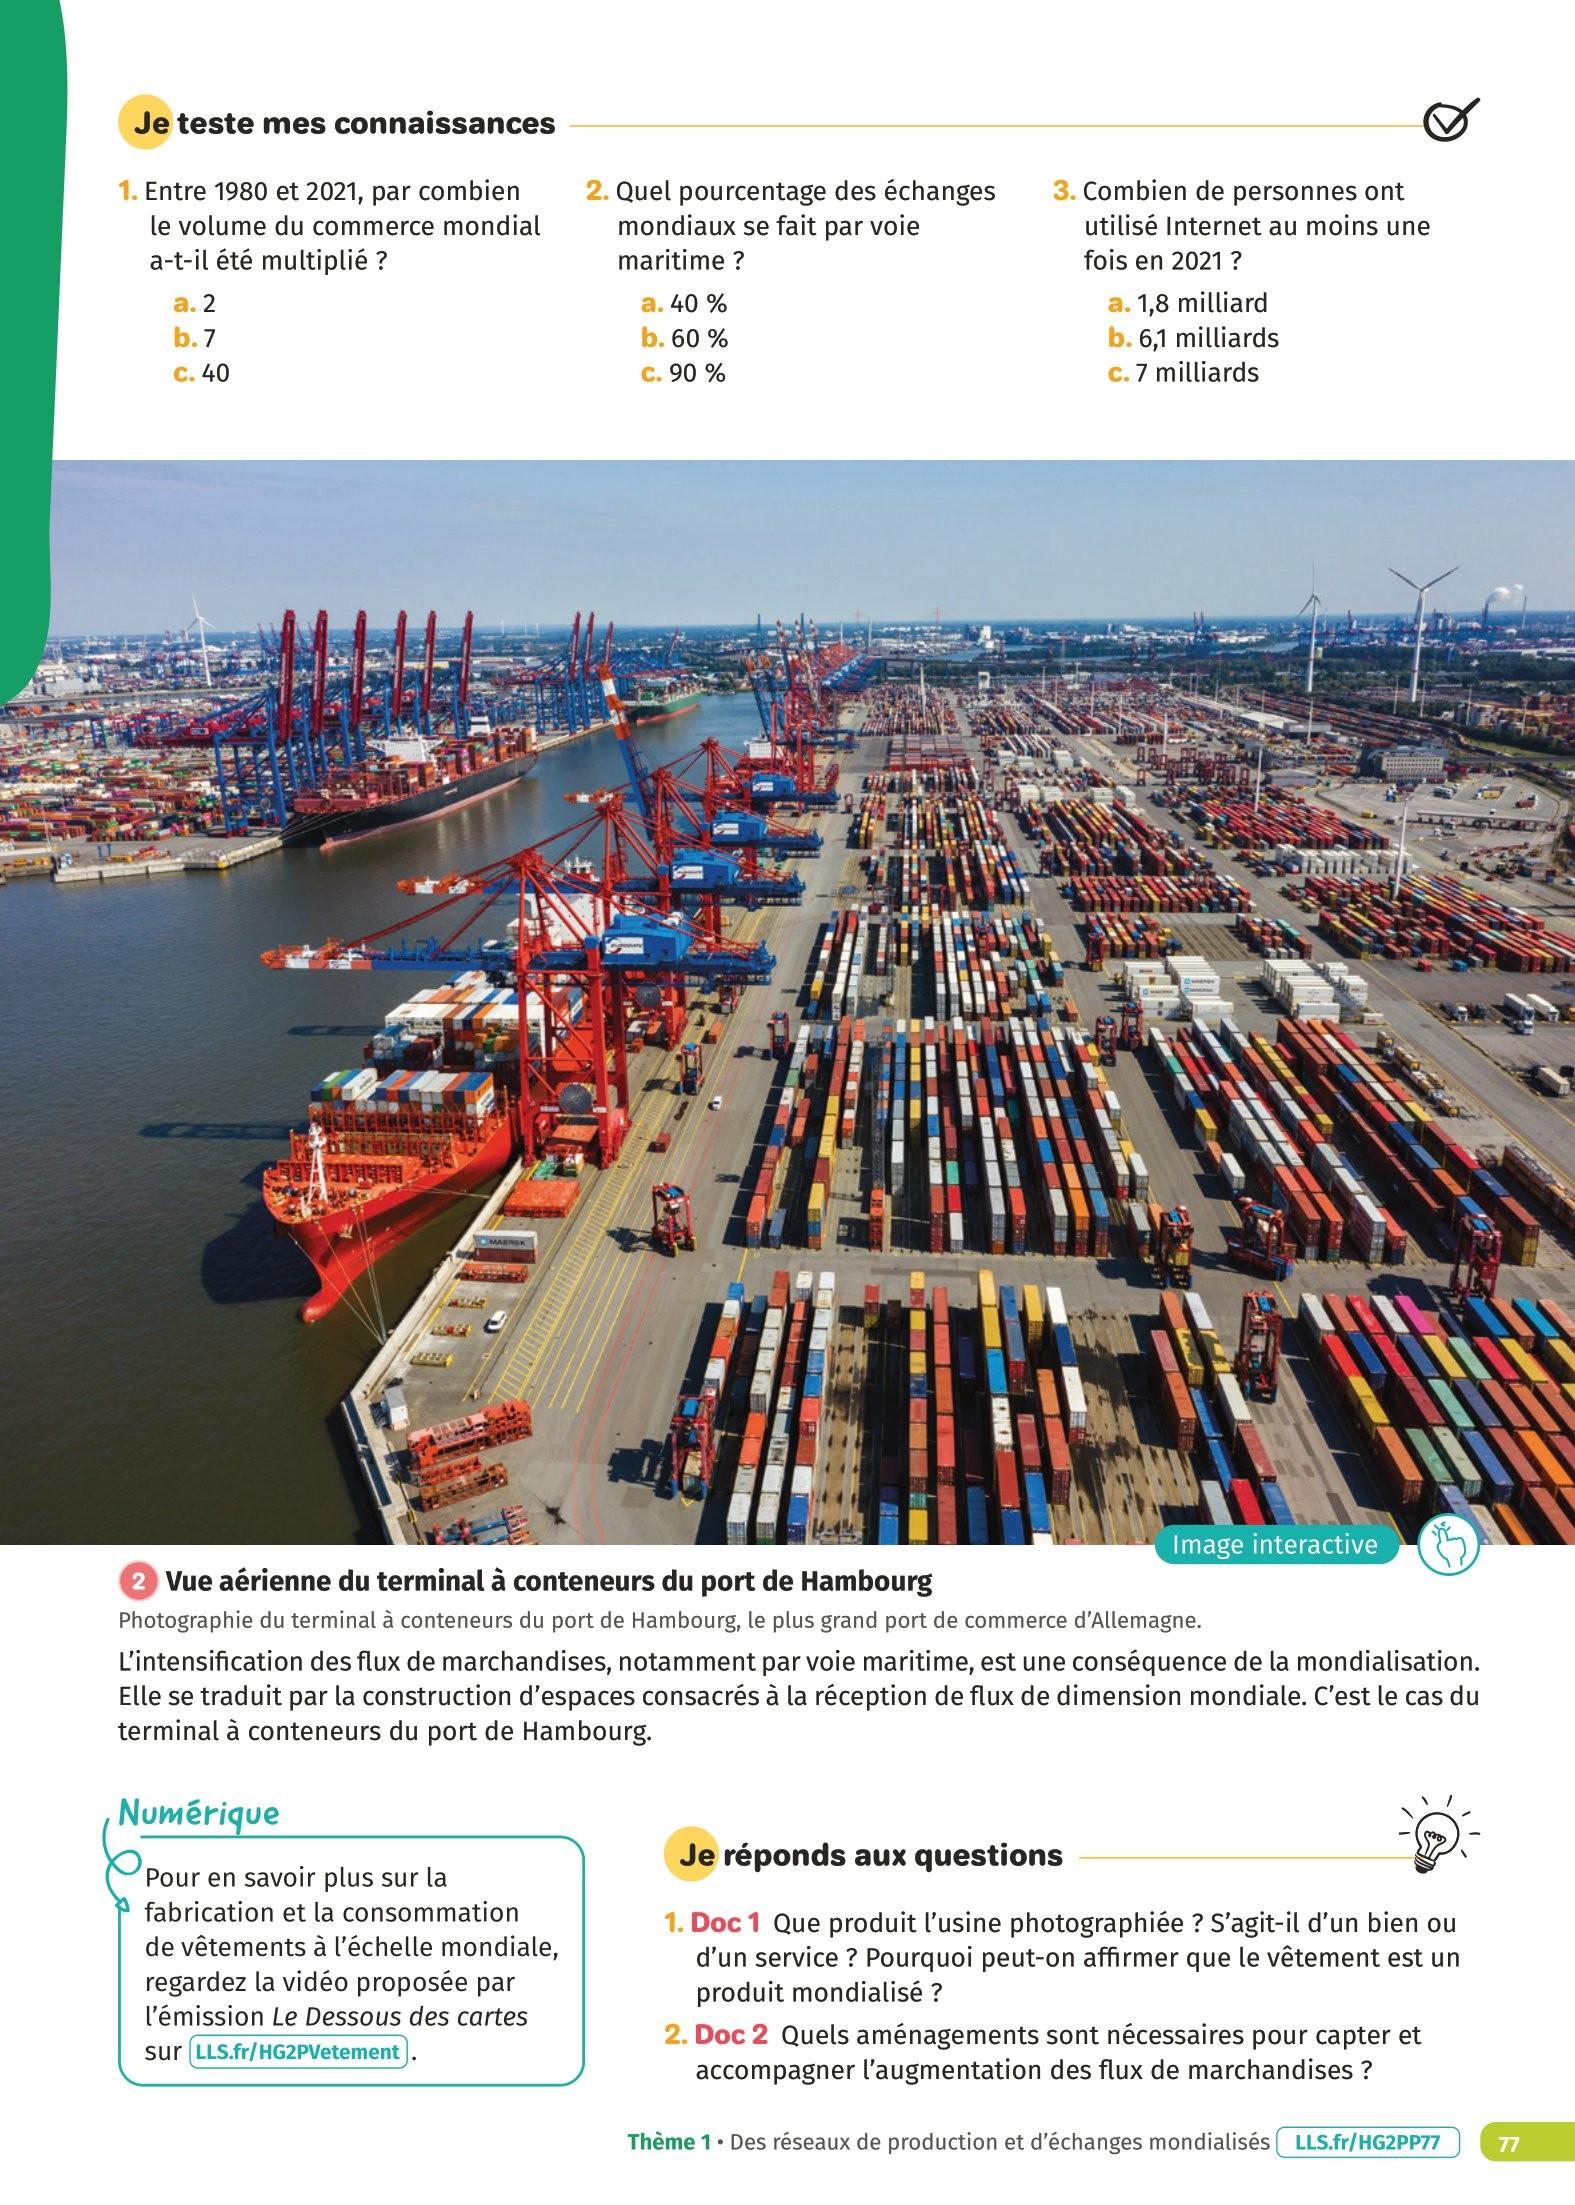 Je teste mes connaissances
1. Entre 1980 et 2021, par combien
le volume du commerce mondial
a-t-il été multiplié ?
a. 2
b. 7
c. 40
2. Quel pourcentage des échanges
mondiaux se fait par voie
maritime ?
a. 40 %
b. 60 %
c. 90 %
3. Combien de personnes ont
utilisé Internet au moins une
fois en 2021 ?
a. 1,8 milliard
b. 6,1 milliards
c. 7 milliards
EUROGATE
MAERSK
MAERSK
MAERSK
MAERSK
Image interactive
2 Vue aérienne du terminal à conteneurs du port de Hambourg
Photographie du terminal à conteneurs du port de Hambourg, le plus grand port de commerce d’Allemagne.
L’intensification des flux de marchandises, notamment par voie maritime, est une conséquence de la mondialisation.
Elle se traduit par la construction d’espaces consacrés à la réception de flux de dimension mondiale. C’est le cas du
terminal à conteneurs du port de Hambourg.
Numérique
Pour en savoir plus sur la
fabrication et la consommation
de vêtements à l’échelle mondiale,
regardez la vidéo proposée par
l’émission Le Dessous des cartes
sur LLS.fr/HG2PVetement .
Je réponds aux questions
1. Doc 1 Que produit l’usine photographiée ? S’agit-il d’un bien ou
d’un service ? Pourquoi peut-on affirmer que le vêtement est un
produit mondialisé ?
2. Doc 2 Quels aménagements sont nécessaires pour capter et
accompagner l’augmentation des flux de marchandises ?
Thème 1 • Des réseaux de production et d’échanges mondialisés LLS.fr/HG2PP77 77